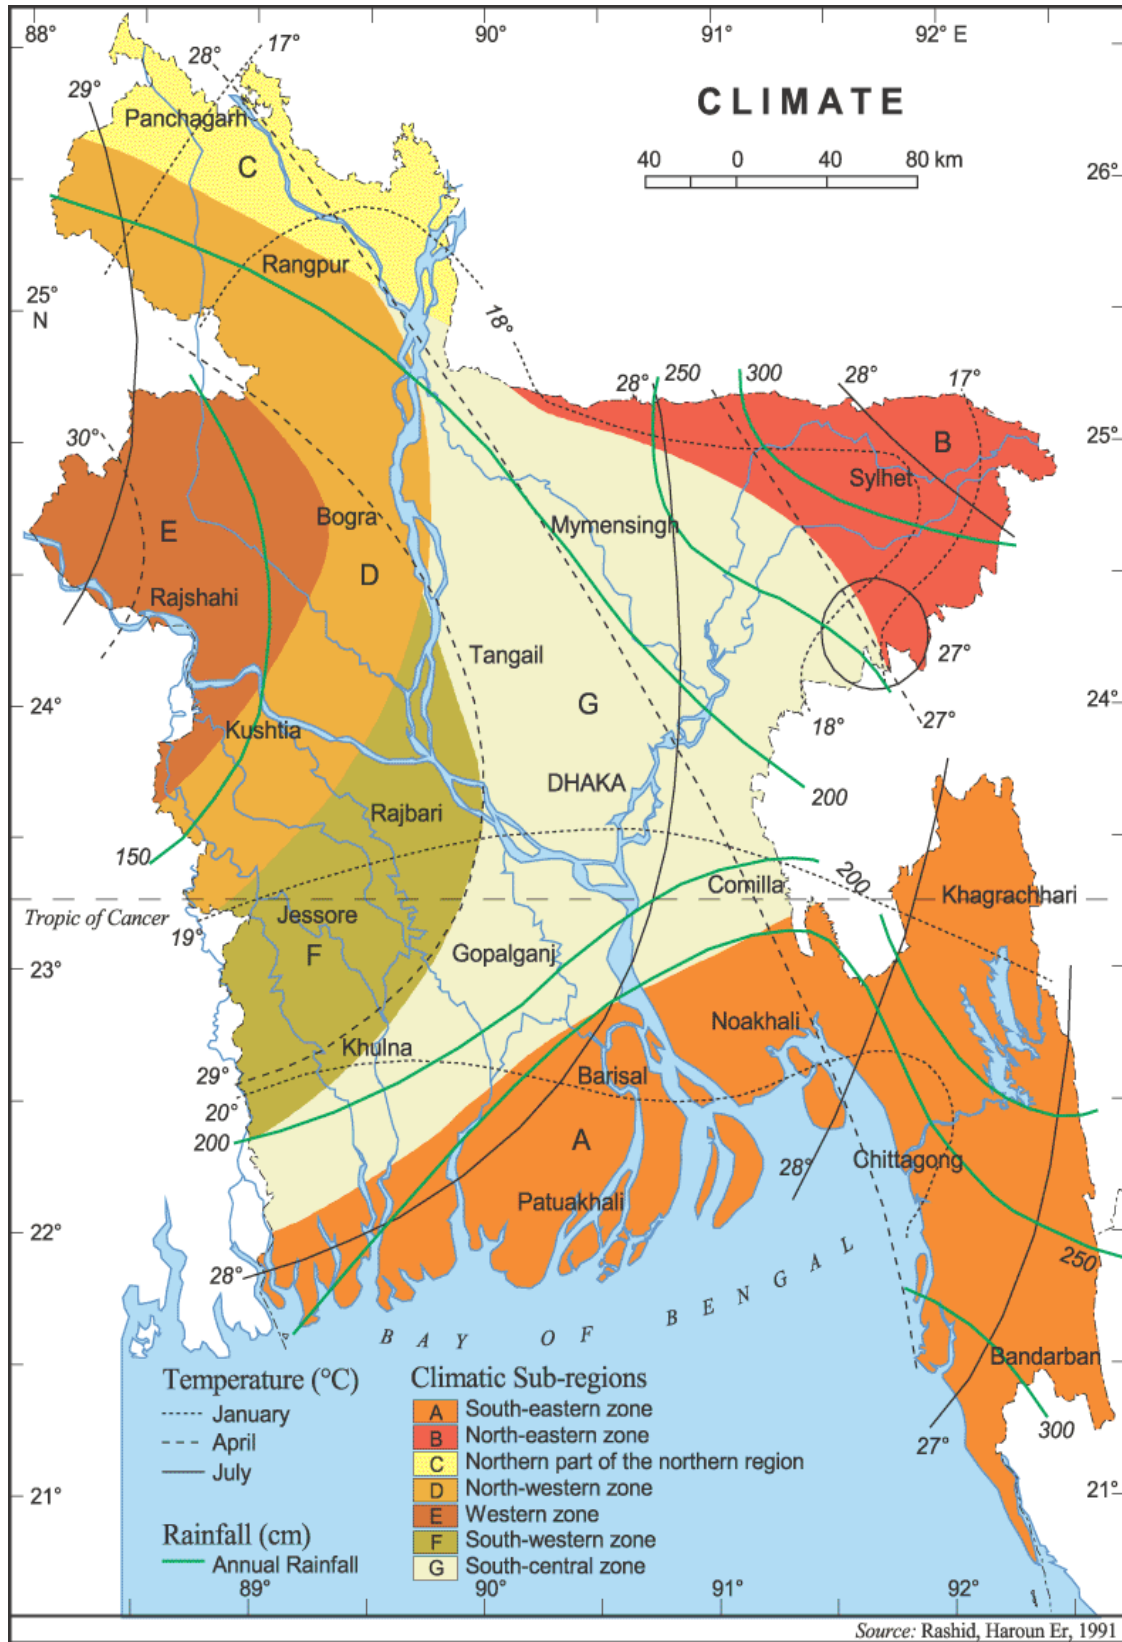 88°
90°
91°
92° E
17°
28°
29°
CLIMATE
Panchagarh
C
40 0 40 80 km
26°
Rangpur
25°
N
18°
28° 250 300 28° 17°
30°
B
25°
Sylhet
E
Bogra
Mymensingh
D
Rajshahi
Tangail
27°
24°
G
24°
18°
27°
Kushtia
DHAKA
200
Rajbari
150
Comilla
200
Khagrachhari
Tropic of Cancer
Jessore
19°
F
Gopalganj
23°
23°
Noakhali
Khulna
29°
Barisal
20°
200
A
28°
Chittagong
Patuakhali
22°
22°
28°
250
BAY OF BENGAL
Bandarban
300
27°
Temperature (°C)
January
April
July
Rainfall (cm)
Annual Rainfall
Climatic Sub-regions
A South-eastern zone
B North-eastern zone
C Northern part of the northern region
D North-western zone
E Western zone
F South-western zone
G South-central zone
21°
21°
89°
90°
91°
92°
Source: Rashid, Haroun Er, 1991